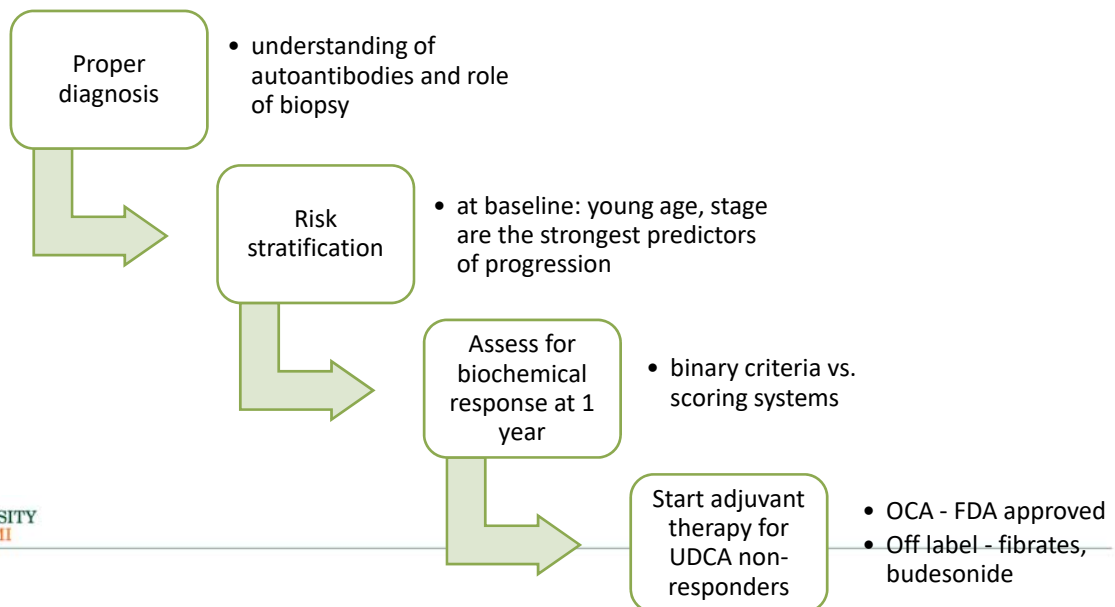 Proper
diagnosis
• understanding of
autoantibodies and role
of biopsy
Risk
stratification
• at baseline: young age, stage
are the strongest predictors
of progression
Assess for
biochemical
response at 1
year
• binary criteria vs.
scoring systems
Start adjuvant
therapy for
UDCA non-
responders
• OCA - FDA approved
• Off label - fibrates,
budesonide